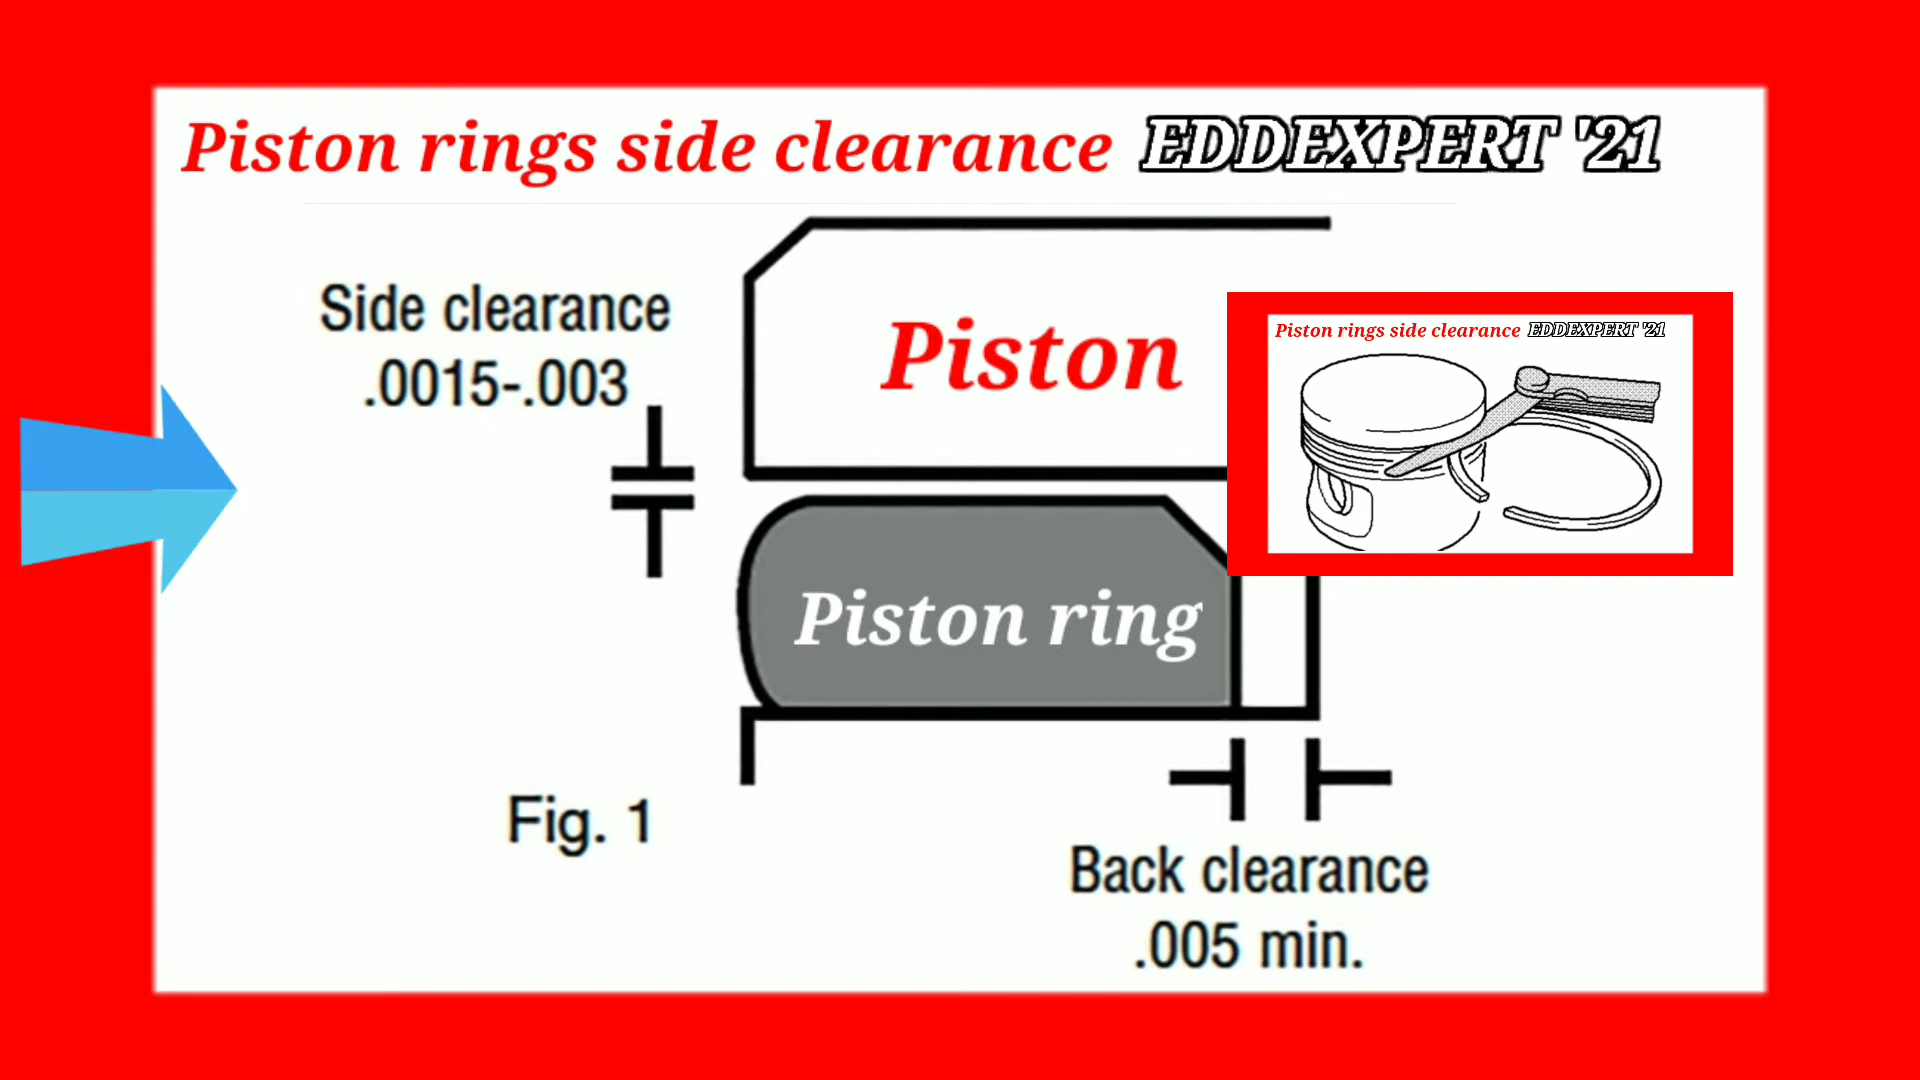 Piston rings side clearance EDDEXPERT '21
Side clearance
.0015-.003
Piston
Piston rings side clearance EDDEXPERT '21
Piston ring
Fig. 1
Back clearance
.005 min.